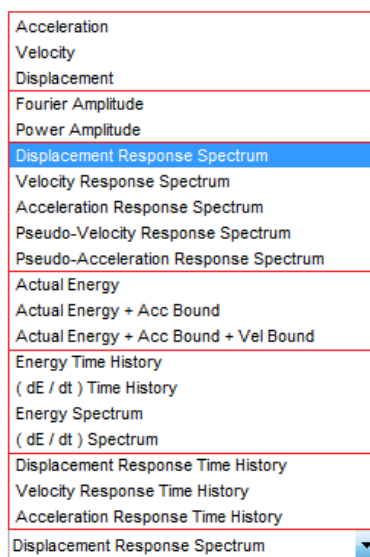 Acceleration
Velocity
Displacement
Fourier Amplitude
Power Amplitude
Displacement Response Spectrum
Velocity Response Spectrum
Acceleration Response Spectrum
Pseudo-Velocity Response Spectrum
Pseudo-Acceleration Response Spectrum
Actual Energy
Actual Energy + Acc Bound
Actual Energy + Acc Bound + Vel Bound
Energy Time History
( dE / dt ) Time History
Energy Spectrum
( dE / dt ) Spectrum
Displacement Response Time History
Velocity Response Time History
Acceleration Response Time History
Displacement Response Spectrum